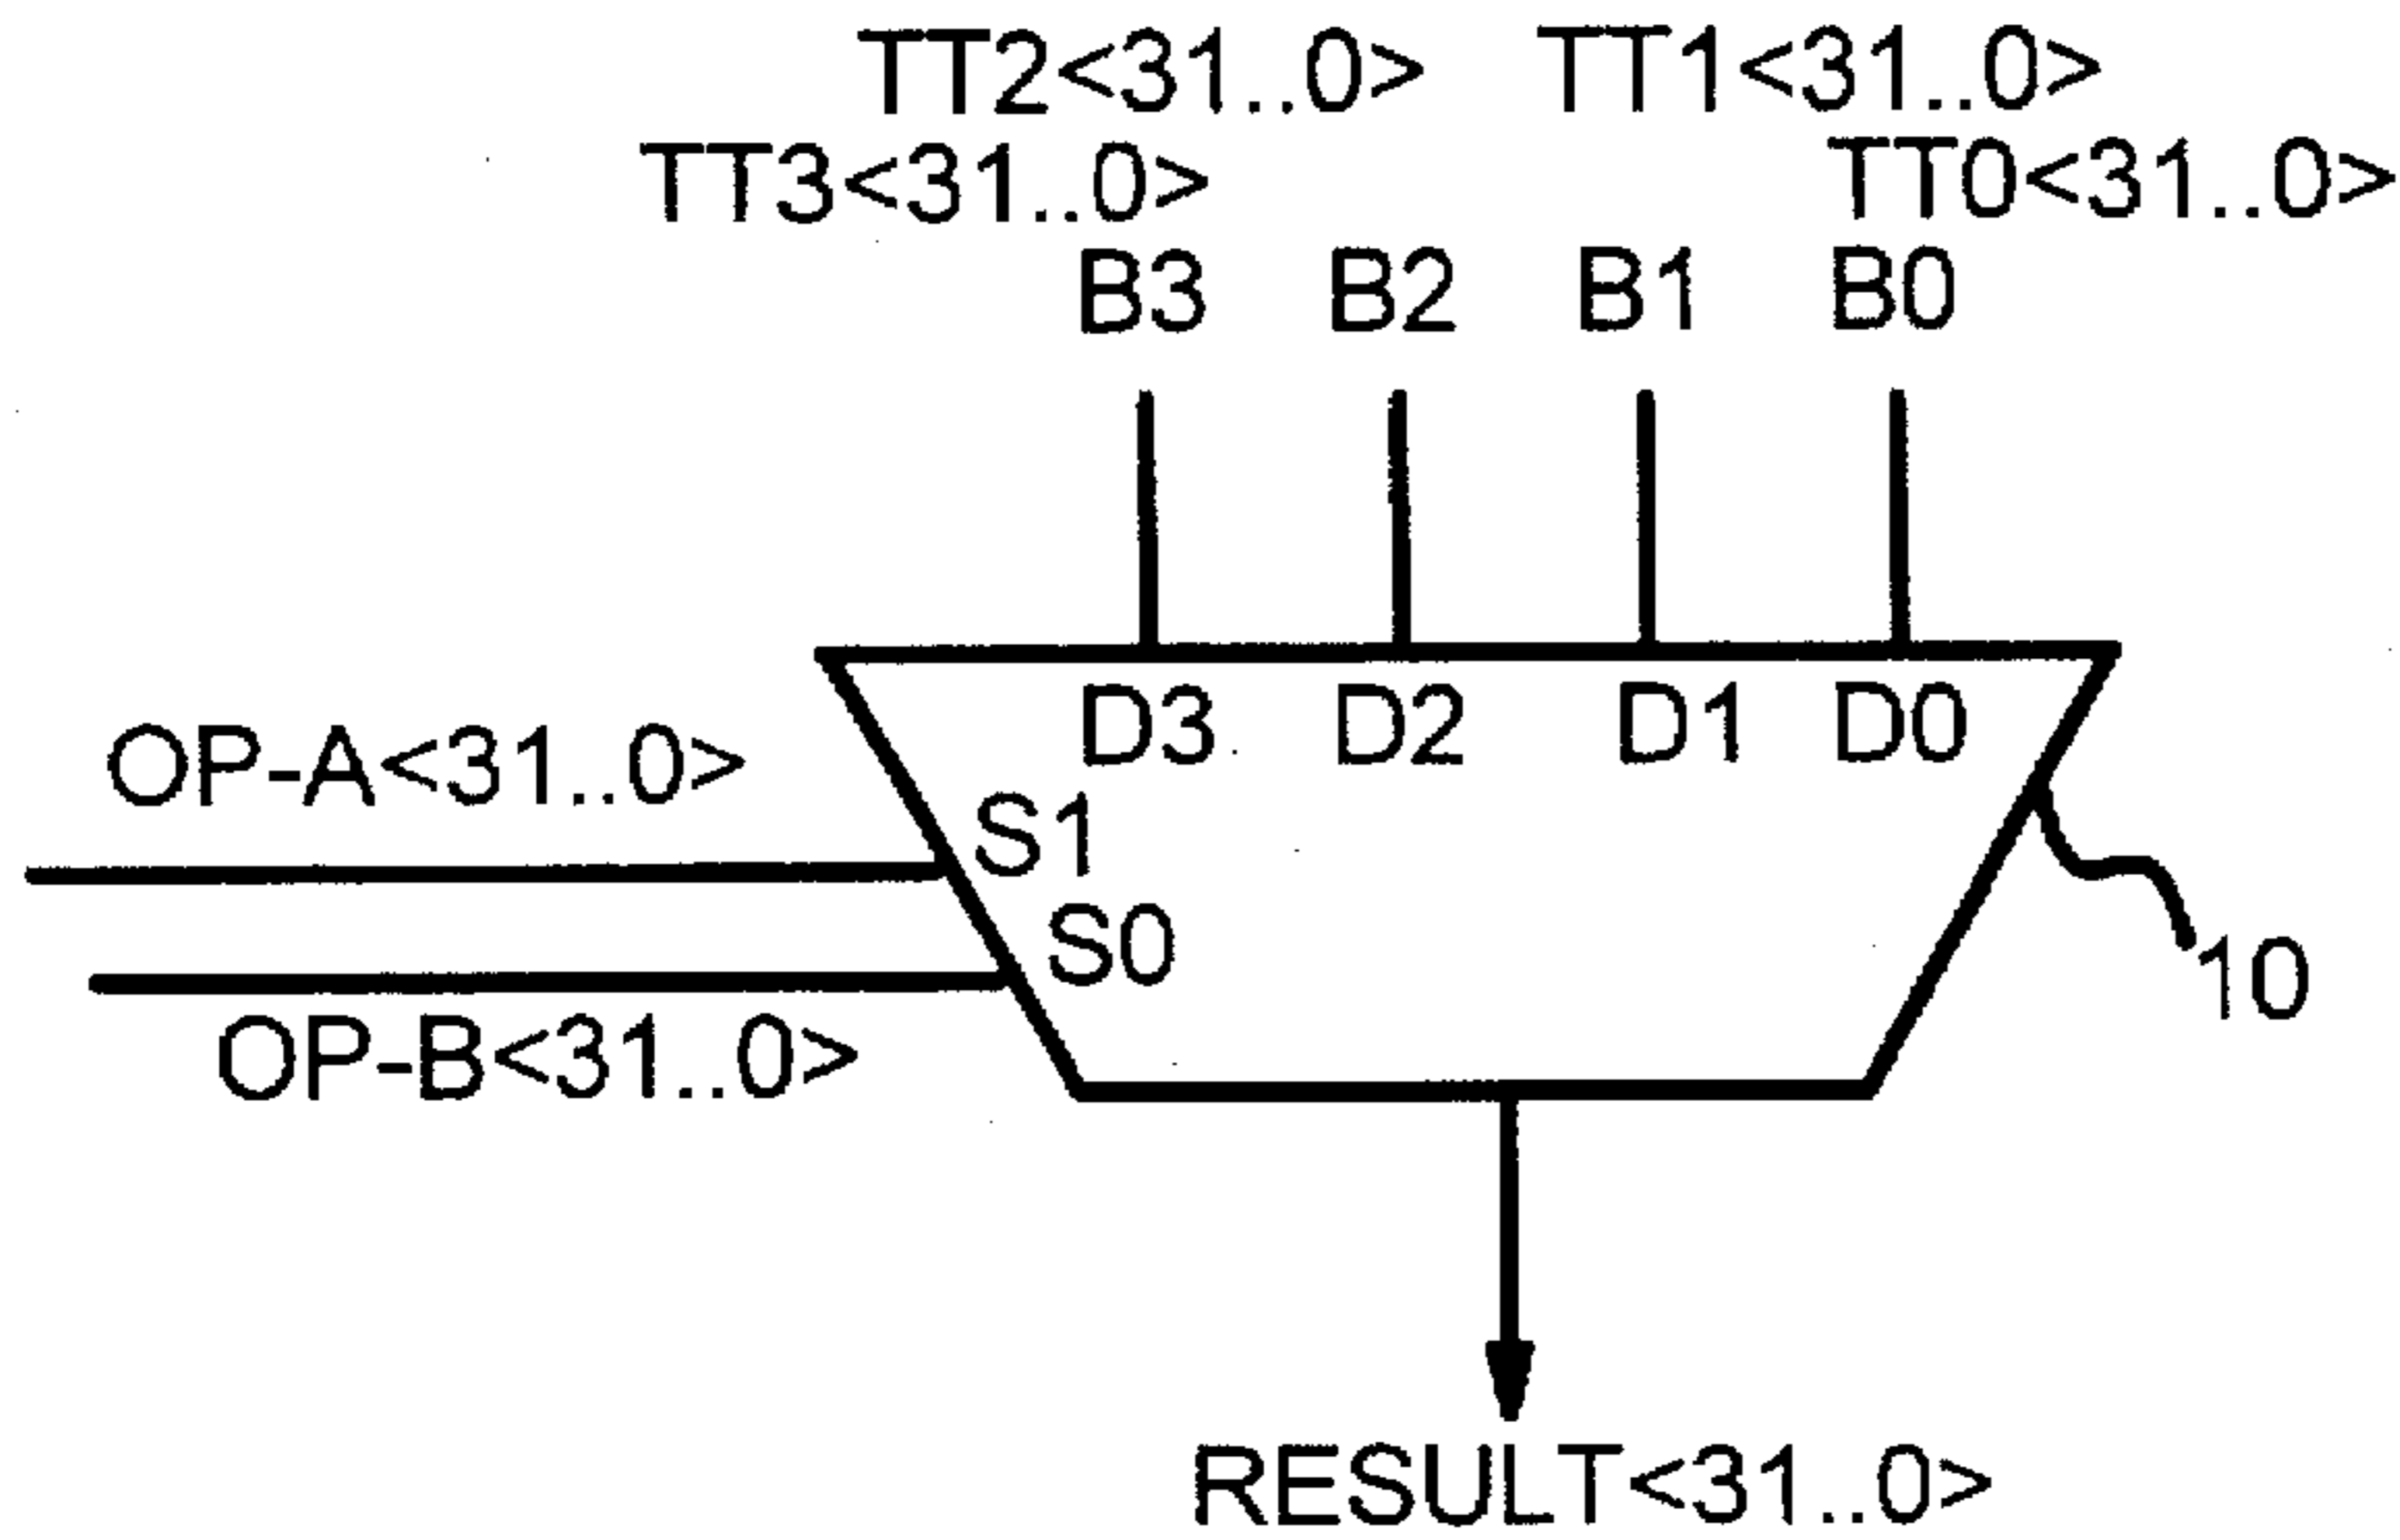 TT2<31..0> TT1<31..0>
TT3<31..0> TT0<31..0>
B3 B2 B1 B0
D3 D2 D1 D0
OP-A<31..0>
S1
S0
10
OP-B<31..0>
RESULT<31..0>